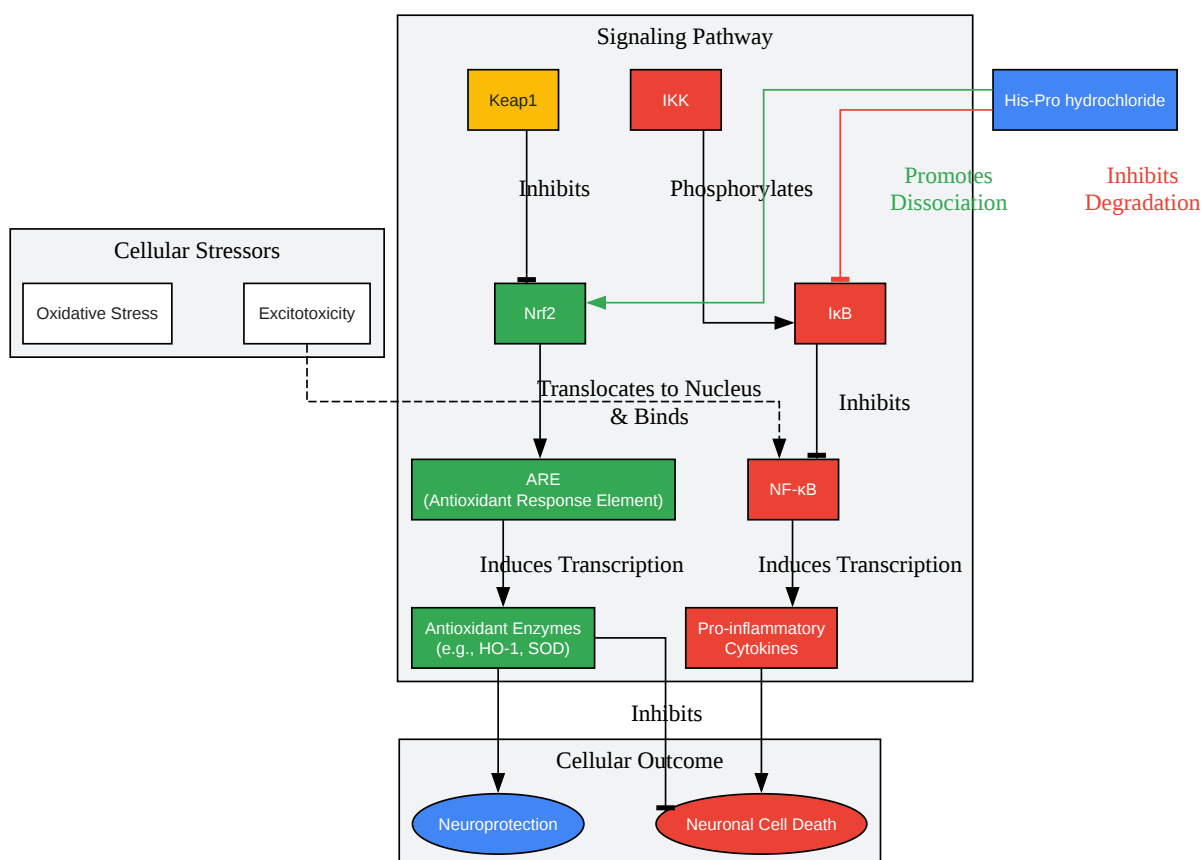 Signaling Pathway
Keap1
IKK
His-Pro hydrochloride
Inhibits
Phosphorylates
Promotes
Dissociation
Inhibits
Degradation
Cellular Stressors
Oxidative Stress
Excitotoxicity
Nrf2
IκB
Translocates to Nucleus
& Binds
Inhibits
ARE
(Antioxidant Response Element)
NF-κB
Induces Transcription
Induces Transcription
Antioxidant Enzymes
(e.g., HO-1, SOD)
Pro-inflammatory
Cytokines
Inhibits
Cellular Outcome
Neuroprotection
Neuronal Cell Death